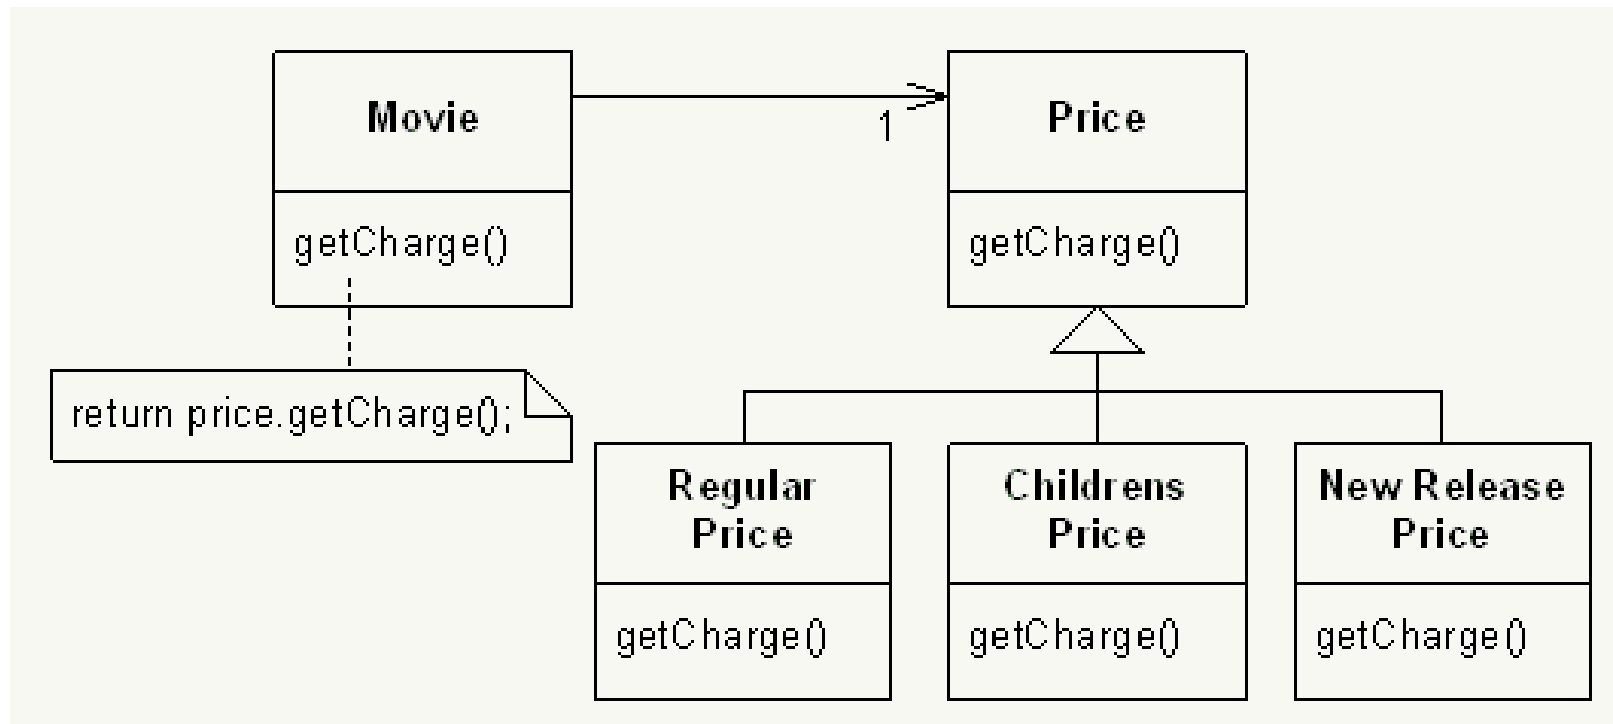 Movie
1
Price
getCharge()
getCharge()
return price.getCharge();
Regular
Price
Childrens
Price
New Release
Price
getCharge()
getCharge()
getCharge()